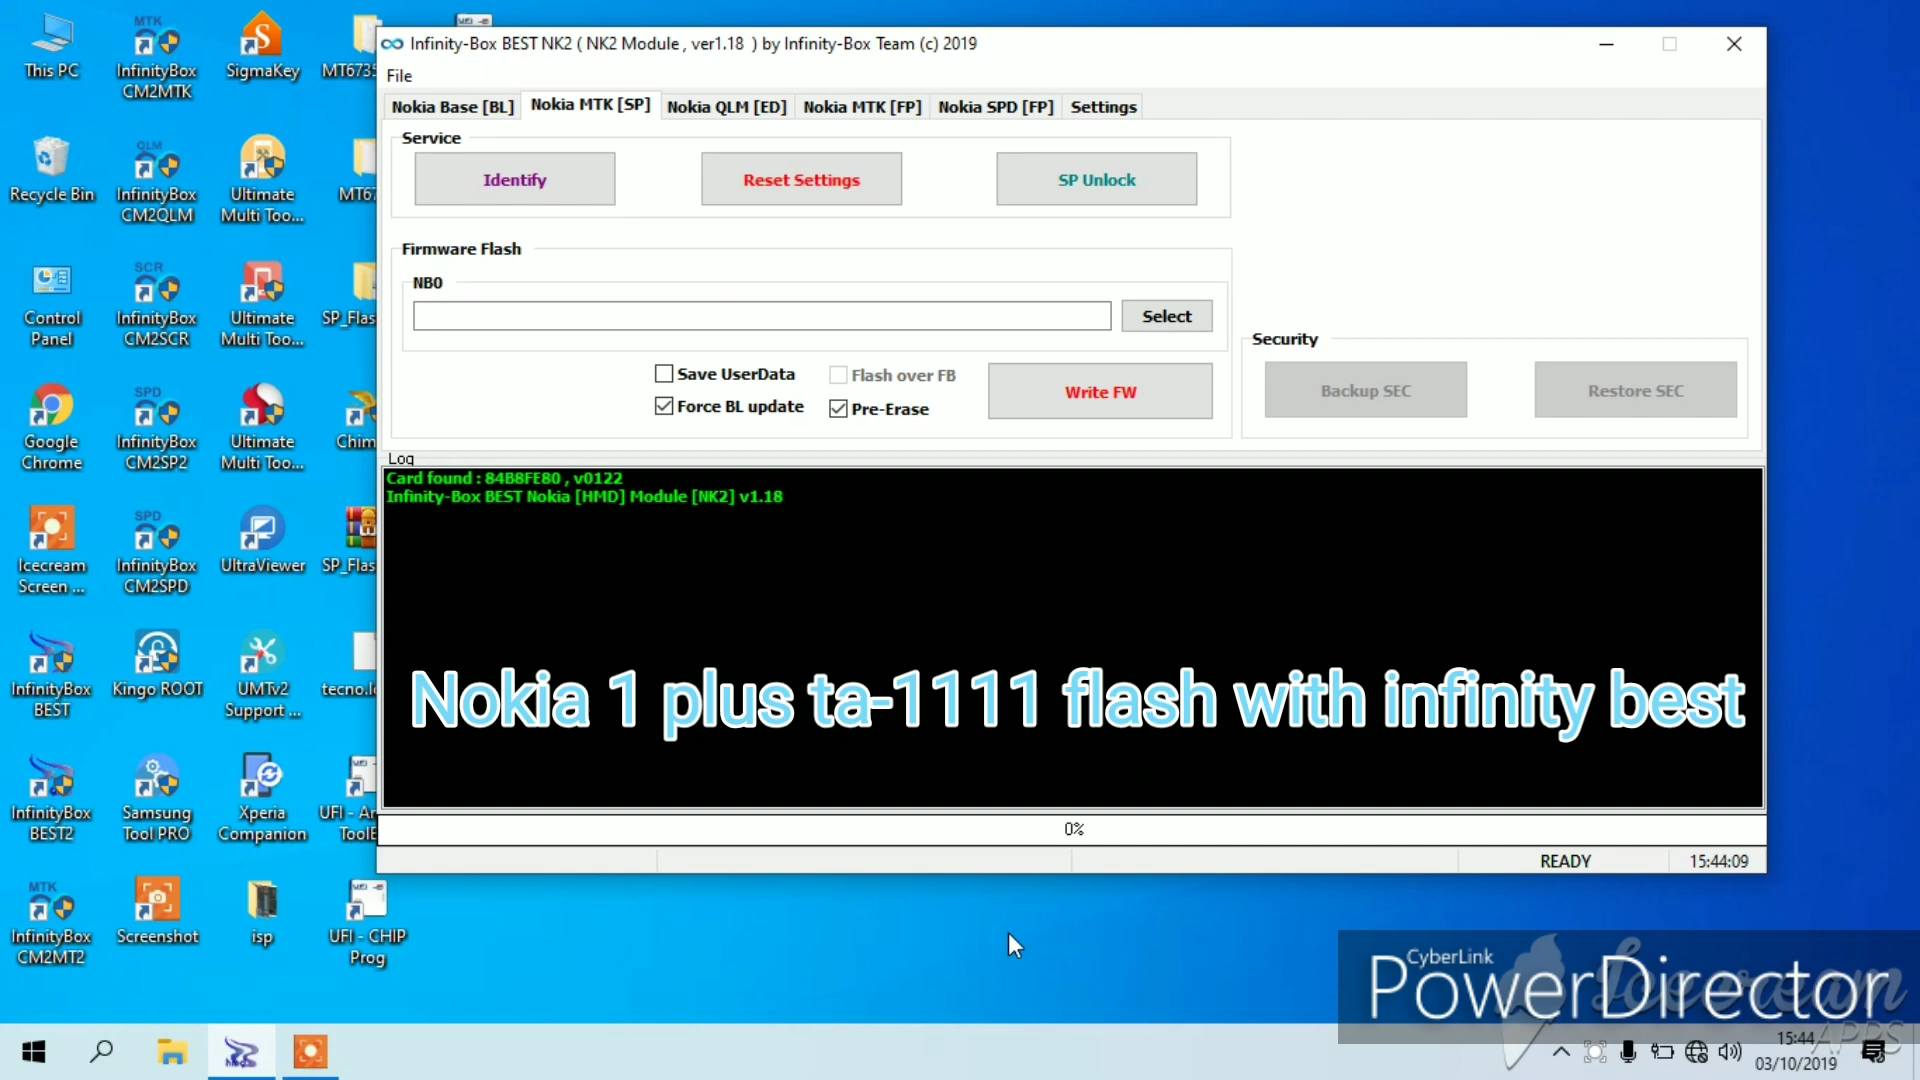 This PC
MTK
InfinityBox
CM2MTK
SigmaKey
Recycle Bin
QLM
InfinityBox
CM2QLM
Ultimate
Multi Too...
Control
Panel
SCR
InfinityBox
CM2SCR
Ultimate
Multi Too...
SP_Flas
Google
Chrome
SPD
InfinityBox
CM2SP2
Ultimate
Multi Too...
Chim
Icecream
Screen ...
SPD
InfinityBox
CM2SPD
UltraViewer
SP_Flas
InfinityBox
BEST
Kingo ROOT
UMTv2
Support ...
InfinityBox
BEST2
Samsung
Tool PRO
Xperia
Companion
MTK
InfinityBox
CM2MT2
Screenshot
isp
UFI - CHIP
Prog
Infinity-Box BEST NK2 ( NK2 Module , ver1.18 ) by Infinity-Box Team (c) 2019
File
Nokia Base [BL] Nokia MTK [SP] Nokia QLM [ED] Nokia MTK [FP] Nokia SPD [FP] Settings
Service
Identify Reset Settings SP Unlock
Firmware Flash
NB0
Select
Save UserData Flash over FB
Force BL update Pre-Erase
Write FW
Security
Backup SEC Restore SEC
Log
Card found : 84B8FE80 , v0122
Infinity-Box BEST Nokia [HMD] Module [NK2] v1.18
Nokia 1 plus ta-1111 flash with infinity best
0%
READY 15:44:09
CyberLink
PowerDirector
Icecream
APPS
15:44
03/10/2019